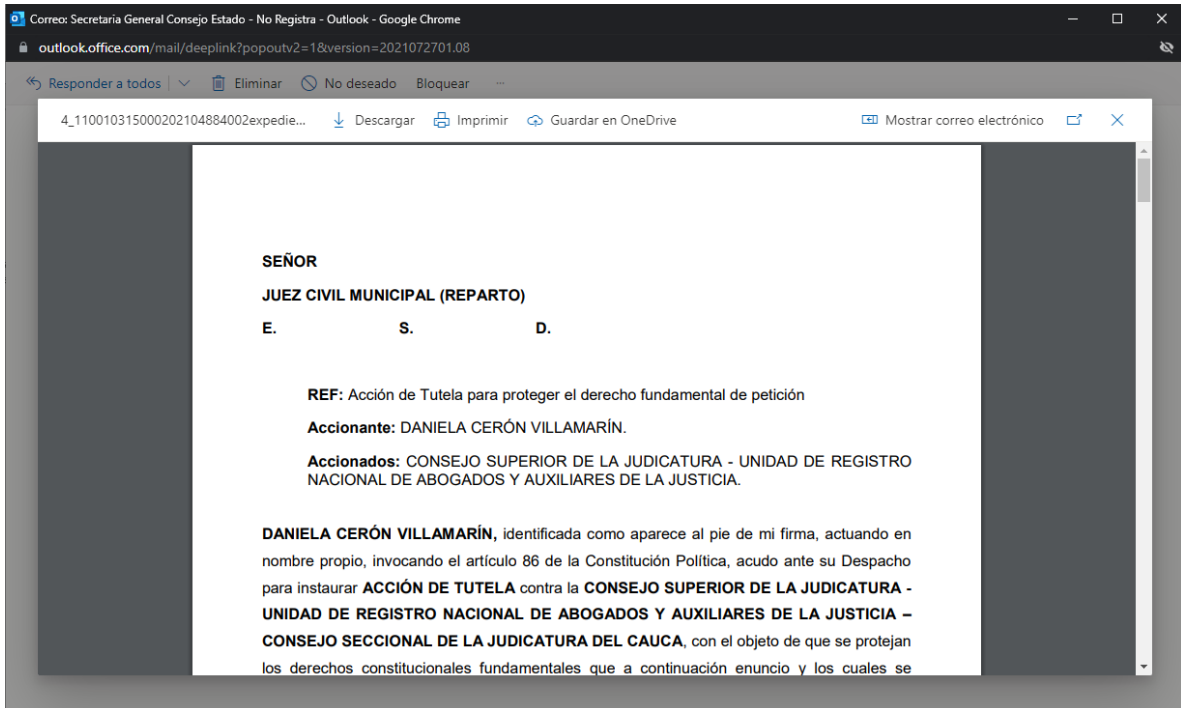 Correo: Secretaria General Consejo Estado - No Registra - Outlook - Google Chrome
outlook.office.com/mail/deeplink?popoutv2=1&version=2021072701.08
Responder a todos Eliminar No deseado Bloquear ...
4_110010315000202104884002expedie... Descargar Imprimir Guardar en OneDrive Mostrar correo electrónico
SEÑOR
JUEZ CIVIL MUNICIPAL (REPARTO)
E. S. D.
REF: Acción de Tutela para proteger el derecho fundamental de petición
Accionante: DANIELA CERÓN VILLAMARÍN.
Accionados: CONSEJO SUPERIOR DE LA JUDICATURA - UNIDAD DE REGISTRO
NACIONAL DE ABOGADOS Y AUXILIARES DE LA JUSTICIA.
DANIELA CERÓN VILLAMARÍN, identificada como aparece al pie de mi firma, actuando en
nombre propio, invocando el artículo 86 de la Constitución Política, acudo ante su Despacho
para instaurar ACCIÓN DE TUTELA contra la CONSEJO SUPERIOR DE LA JUDICATURA -
UNIDAD DE REGISTRO NACIONAL DE ABOGADOS Y AUXILIARES DE LA JUSTICIA –
CONSEJO SECCIONAL DE LA JUDICATURA DEL CAUCA, con el objeto de que se protejan
los derechos constitucionales fundamentales que a continuación enuncio y los cuales se